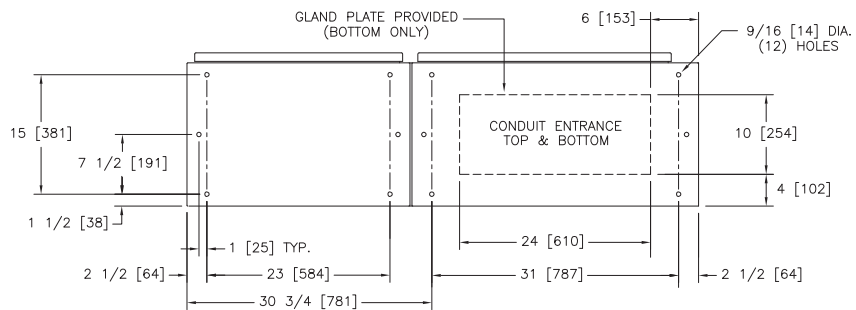 GLAND PLATE PROVIDED
(BOTTOM ONLY)
6 [153]
9/16 [14] DIA.
(12) HOLES
15 [381]
7 1/2 [191]
CONDUIT ENTRANCE
TOP & BOTTOM
10 [254]
4 [102]
1 1/2 [38]
1 [25] TYP.
24 [610]
2 1/2 [64]
23 [584]
31 [787]
2 1/2 [64]
30 3/4 [781]